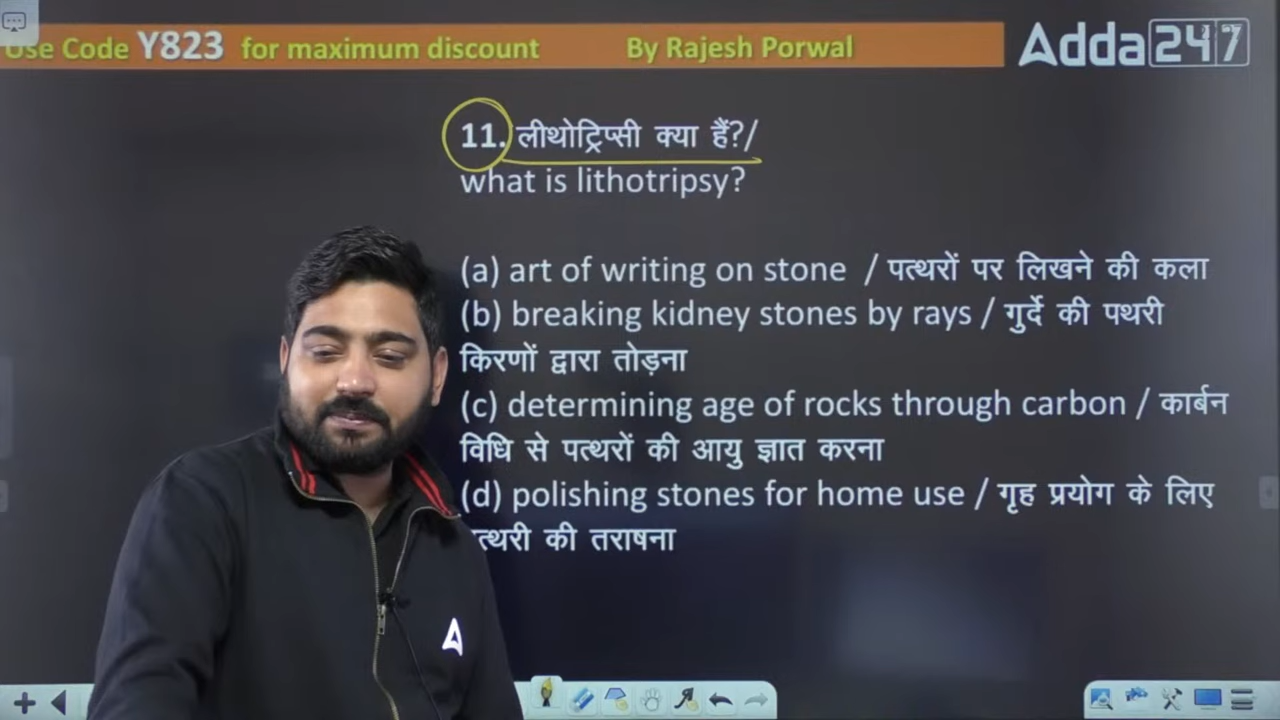 Use Code Y823 for maximum discount By Rajesh Porwal
Adda247
11. लीथोट्रिप्सी क्या हैं?/
what is lithotripsy?
(a) art of writing on stone / पत्थरों पर लिखने की कला
(b) breaking kidney stones by rays / गुर्दे की पथरी
किरणों द्वारा तोड़ना
(c) determining age of rocks through carbon / कार्बन
विधि से पत्थरों की आयु ज्ञात करना
(d) polishing stones for home use / गृह प्रयोग के लिए
पत्थरी की तराषना